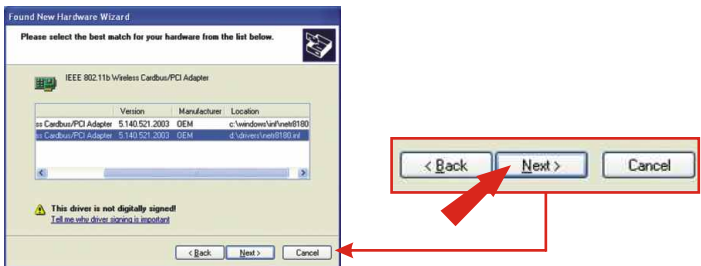 Found New Hardware Wizard
Please select the best match for your hardware from the list below.
IEEE 802.11b Wireless Cardbus/PCI Adapter
Version Manufacturer Location
ss Cardbus/PCI Adapter 5.140.521.2003 OEM c:\windows\inf\netr8180
ss Cardbus/PCI Adapter 5.140.521.2003 OEM d:\drivers\netr8180.inf
This driver is not digitally signed!
Tell me why driver signing is important
< Back Next > Cancel
< Back Next > Cancel